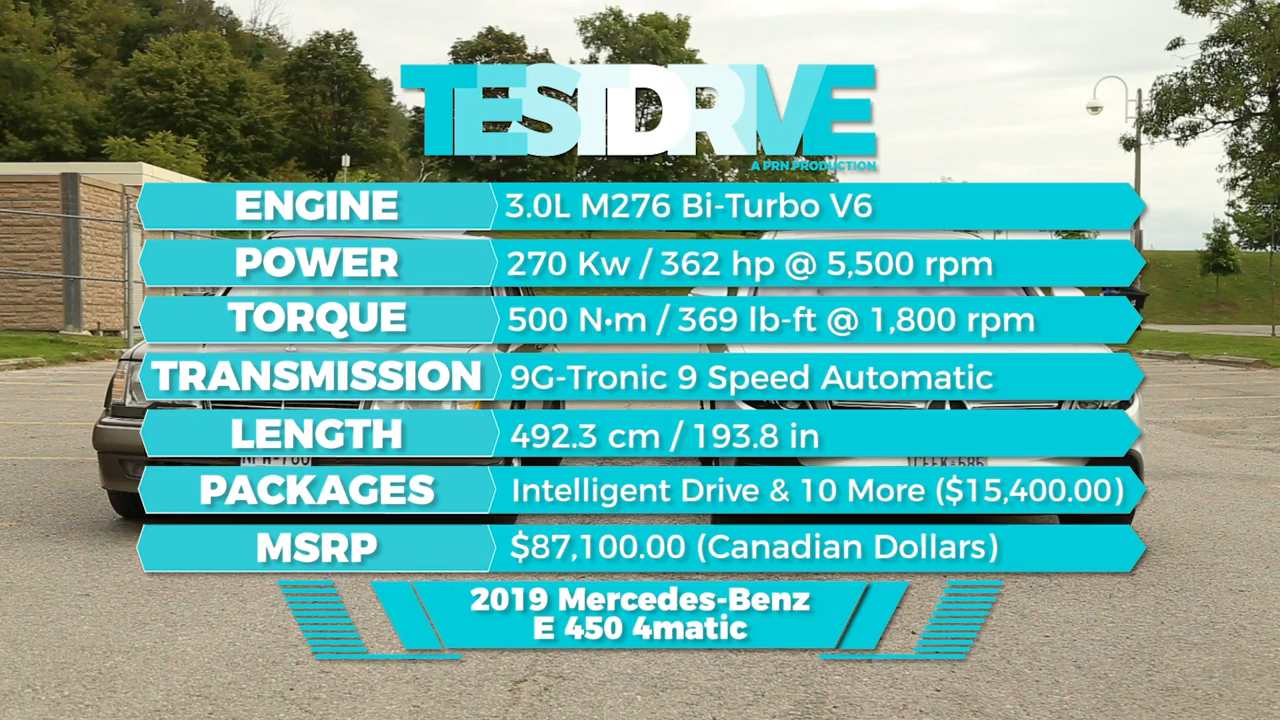 TESTDRIVE
A PRN PRODUCTION
ENGINE 3.0L M276 Bi-Turbo V6
POWER 270 Kw / 362 hp @ 5,500 rpm
TORQUE 500 N•m / 369 lb-ft @ 1,800 rpm
TRANSMISSION 9G-Tronic 9 Speed Automatic
LENGTH 492.3 cm / 193.8 in
PACKAGES Intelligent Drive & 10 More ($15,400.00)
MSRP $87,100.00 (Canadian Dollars)
2019 Mercedes-Benz
E 450 4matic